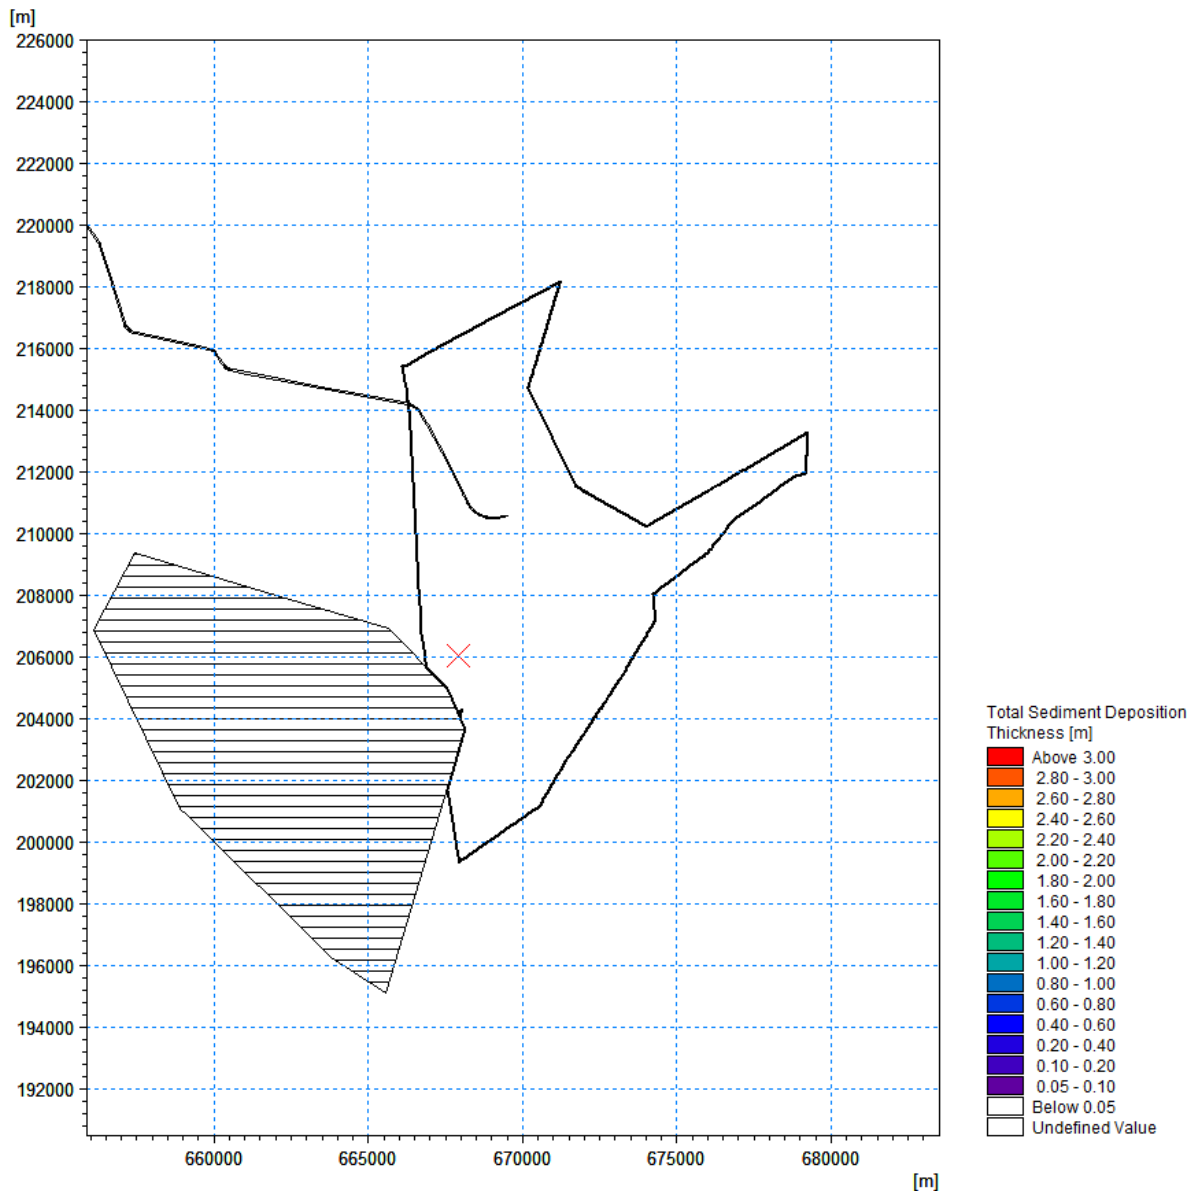 [m]
226000
224000
222000
220000
218000
216000
214000
212000
210000
208000
206000
204000
202000
200000
198000
196000
194000
192000
660000 665000 670000 675000 680000
[m]
Total Sediment Deposition
Thickness [m]
Above 3.00
2.80 - 3.00
2.60 - 2.80
2.40 - 2.60
2.20 - 2.40
2.00 - 2.20
1.80 - 2.00
1.60 - 1.80
1.40 - 1.60
1.20 - 1.40
1.00 - 1.20
0.80 - 1.00
0.60 - 0.80
0.40 - 0.60
0.20 - 0.40
0.10 - 0.20
0.05 - 0.10
Below 0.05
Undefined Value